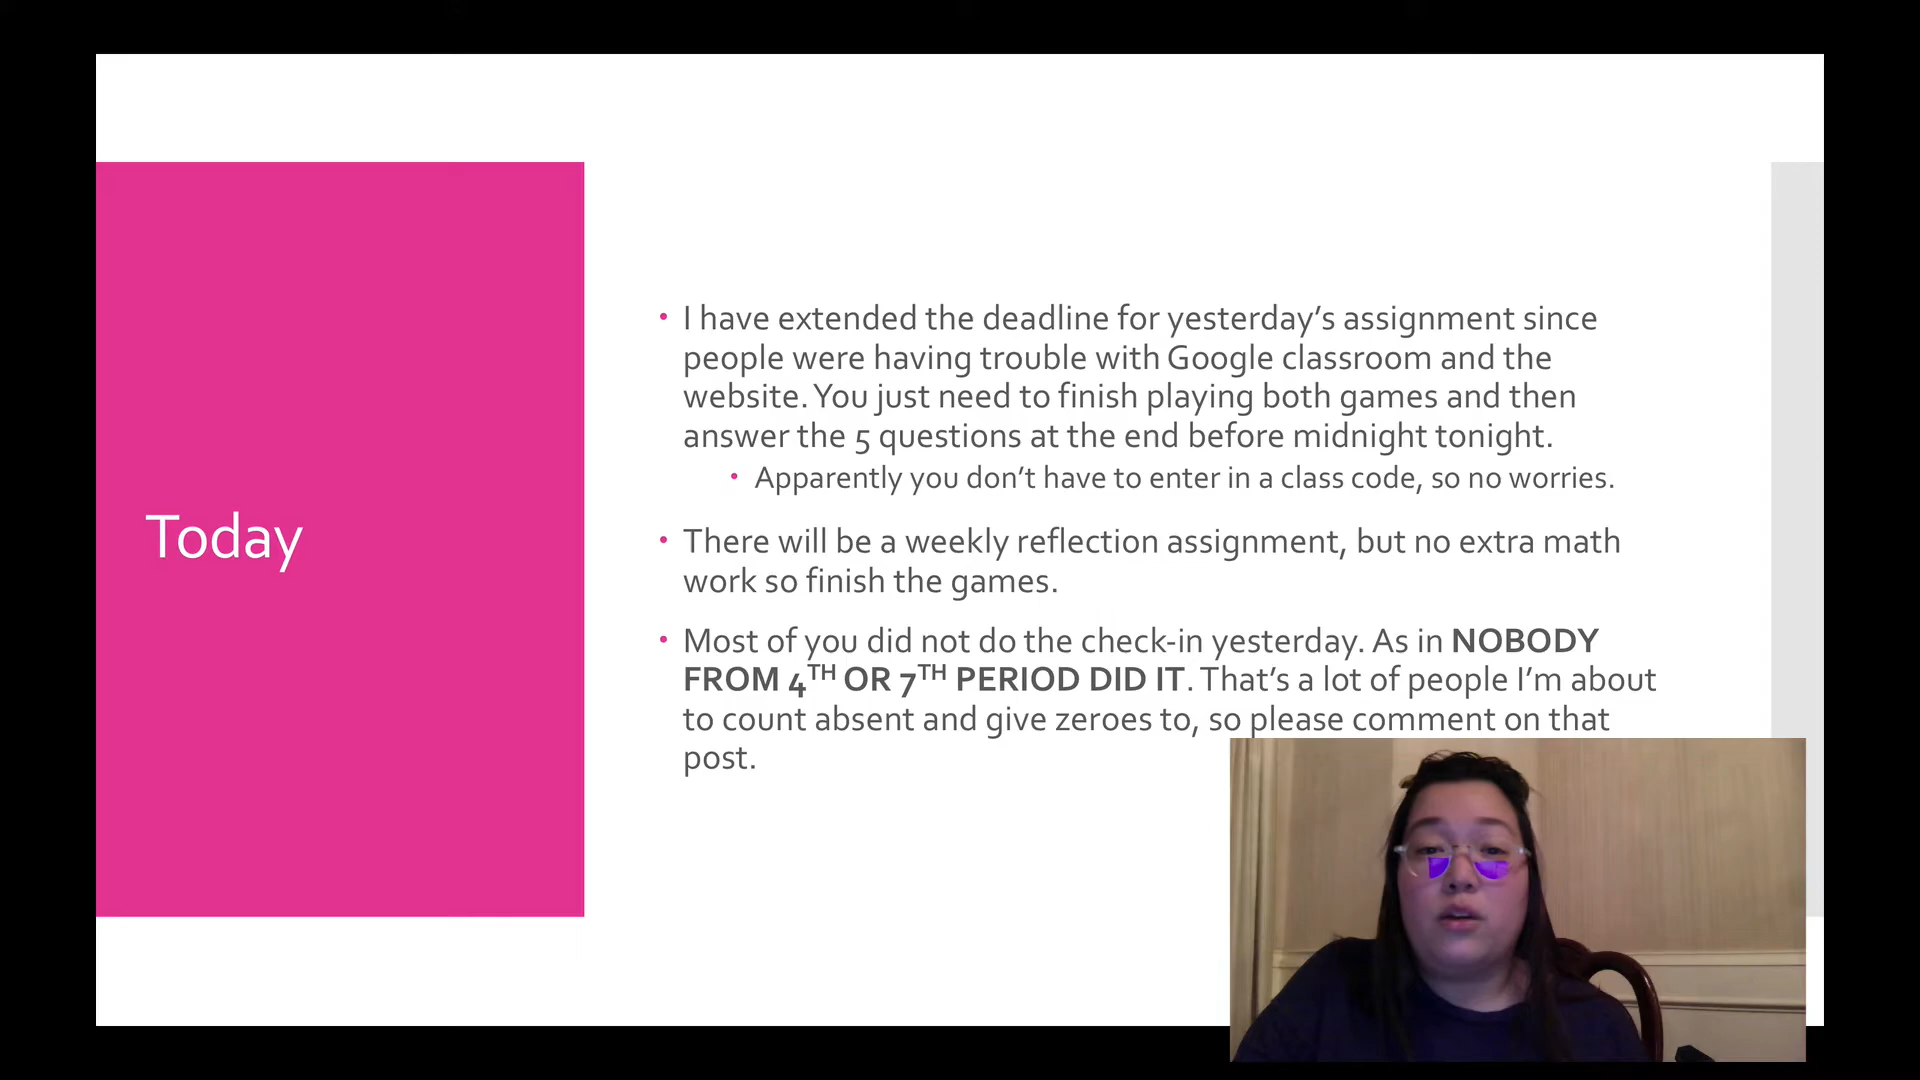 Today
• I have extended the deadline for yesterday’s assignment since
people were having trouble with Google classroom and the
website. You just need to finish playing both games and then
answer the 5 questions at the end before midnight tonight.
• Apparently you don’t have to enter in a class code, so no worries.
• There will be a weekly reflection assignment, but no extra math
work so finish the games.
• Most of you did not do the check-in yesterday. As in NOBODY
FROM 4TH OR 7TH PERIOD DID IT. That’s a lot of people I’m about
to count absent and give zeroes to, so please comment on that
post.